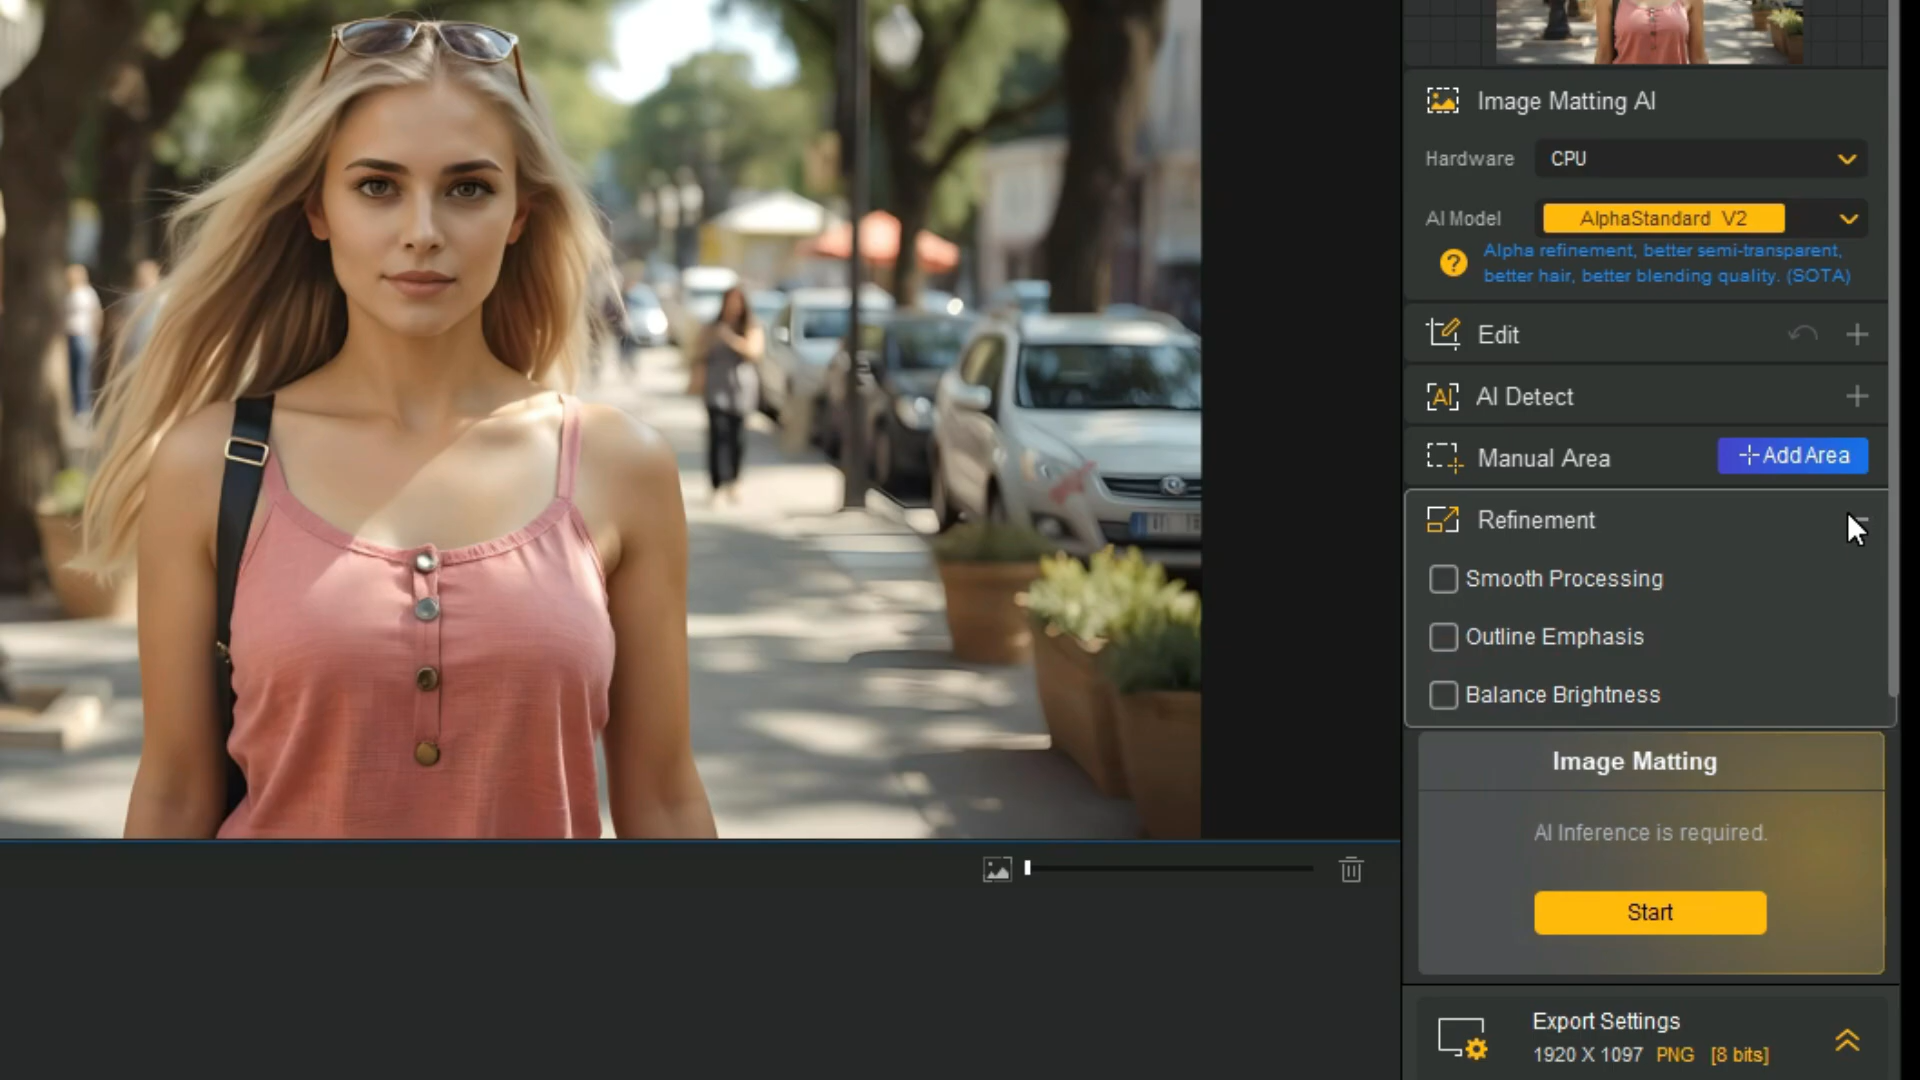 Image Matting AI
Hardware CPU
AI Model AlphaStandard V2
Alpha refinement, better semi-transparent,
better hair, better blending quality. (SOTA)
Edit
AI Detect
Manual Area Add Area
Refinement
Smooth Processing
Outline Emphasis
Balance Brightness
Image Matting
AI Inference is required.
Start
Export Settings
1920 X 1097 PNG [8 bits]